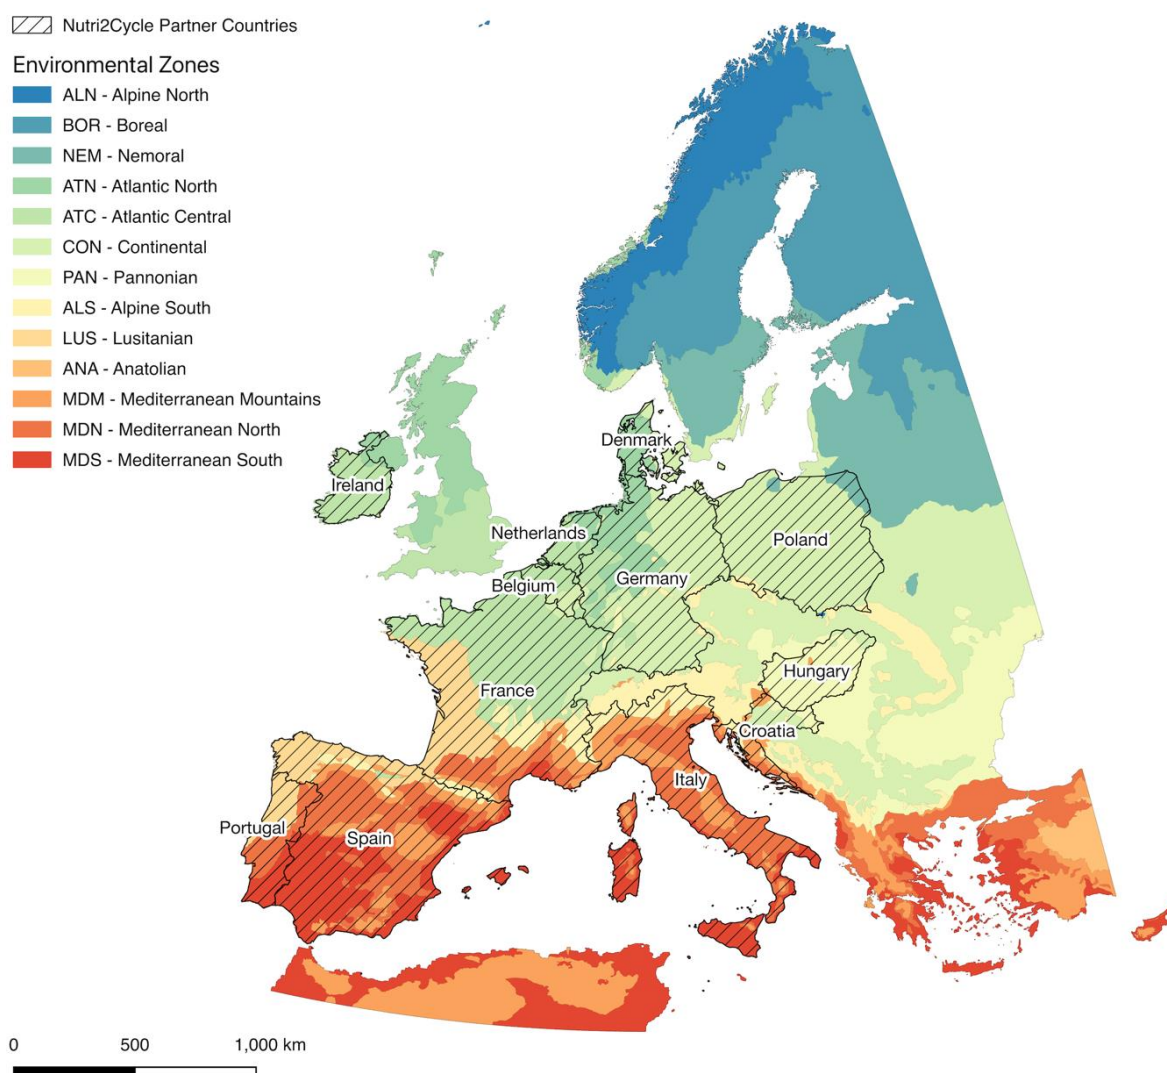 Nutri2Cycle Partner Countries
Environmental Zones
ALN - Alpine North
BOR - Boreal
NEM - Nemoral
ATN - Atlantic North
ATC - Atlantic Central
CON - Continental
PAN - Pannonian
ALS - Alpine South
LUS - Lusitanian
ANA - Anatolian
MDM - Mediterranean Mountains
MDN - Mediterranean North
MDS - Mediterranean South
Denmark
Ireland
Netherlands
Poland
Belgium
Germany
Hungary
France
Croatia
Italy
Portugal
Spain
0 500 1,000 km